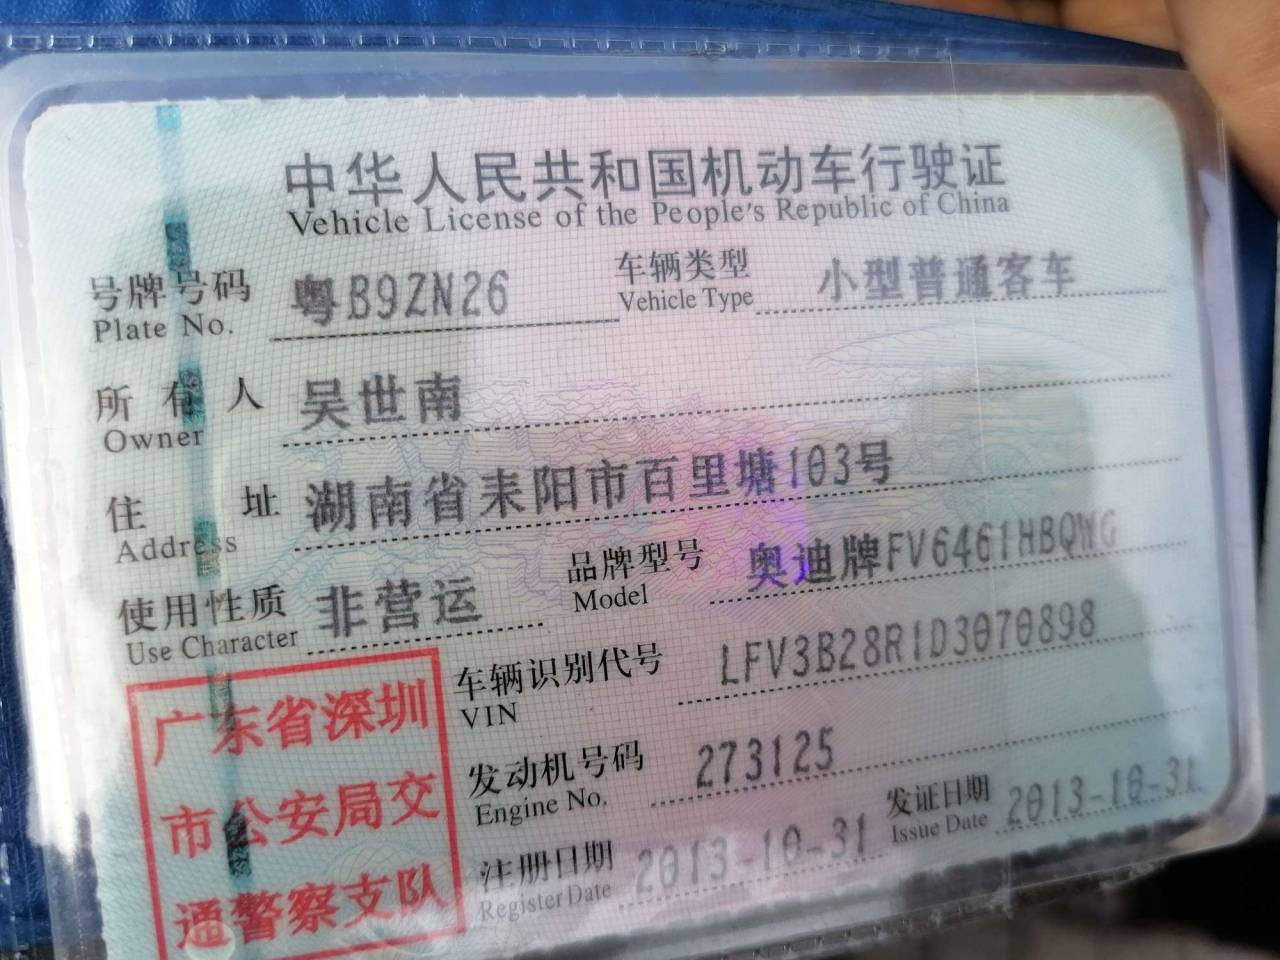 中华人民共和国机动车行驶证
Vehicle License of the People's Republic of China
号牌号码 粤B9ZN26 车辆类型 小型普通客车
Plate No. Vehicle Type
所有人 吴世南
Owner
住址 湖南省耒阳市百里塘103号
Address
使用性质 非营运 品牌型号 奥迪牌FV6461HBQWG
Use Character Model
车辆识别代号 LFV3B28R1D3070898
VIN
发动机号码 273125
Engine No.
注册日期 2013-10-31 发证日期 2013-10-31
Register Date Issue Date
广东省深圳
市公安局交
通警察支队